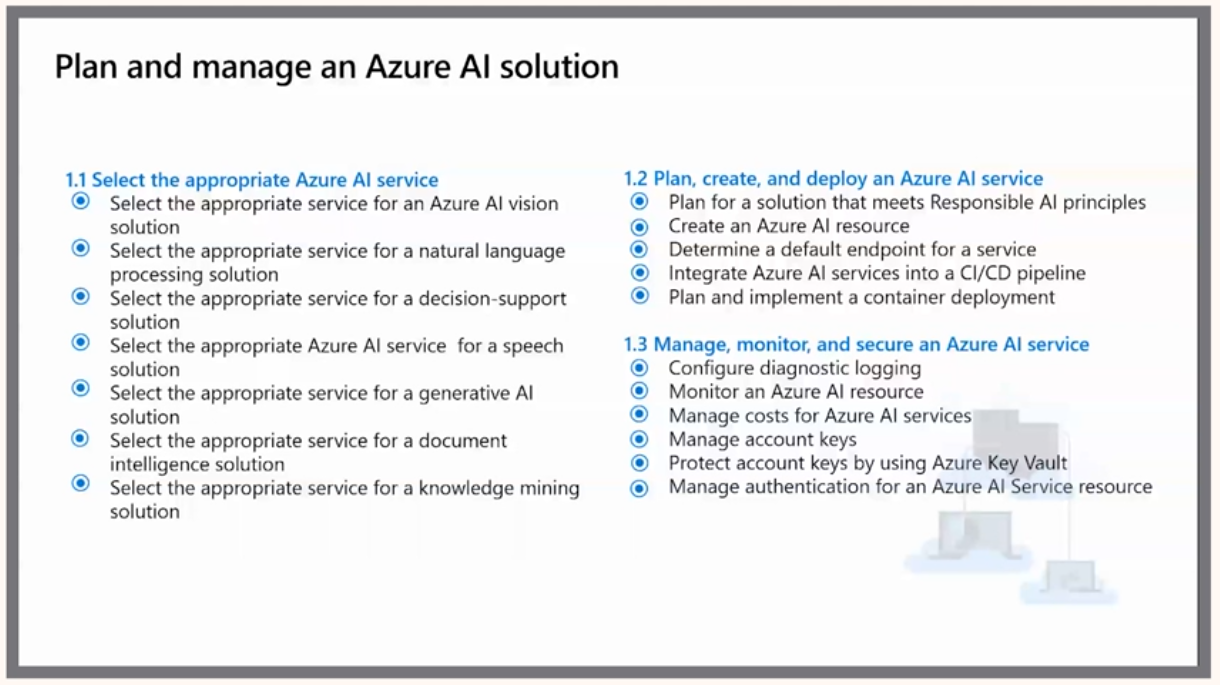 Plan and manage an Azure AI solution
1.1 Select the appropriate Azure AI service
Select the appropriate service for an Azure AI vision
solution
Select the appropriate service for a natural language
processing solution
Select the appropriate service for a decision-support
solution
Select the appropriate Azure AI service  for a speech
solution
Select the appropriate service for a generative AI
solution
Select the appropriate service for a document
intelligence solution
Select the appropriate service for a knowledge mining
solution
1.2 Plan, create, and deploy an Azure AI service
Plan for a solution that meets Responsible AI principles
Create an Azure AI resource
Determine a default endpoint for a service
Integrate Azure AI services into a CI/CD pipeline
Plan and implement a container deployment
1.3 Manage, monitor, and secure an Azure AI service
Configure diagnostic logging
Monitor an Azure AI resource
Manage costs for Azure AI services
Manage account keys
Protect account keys by using Azure Key Vault
Manage authentication for an Azure AI Service resource